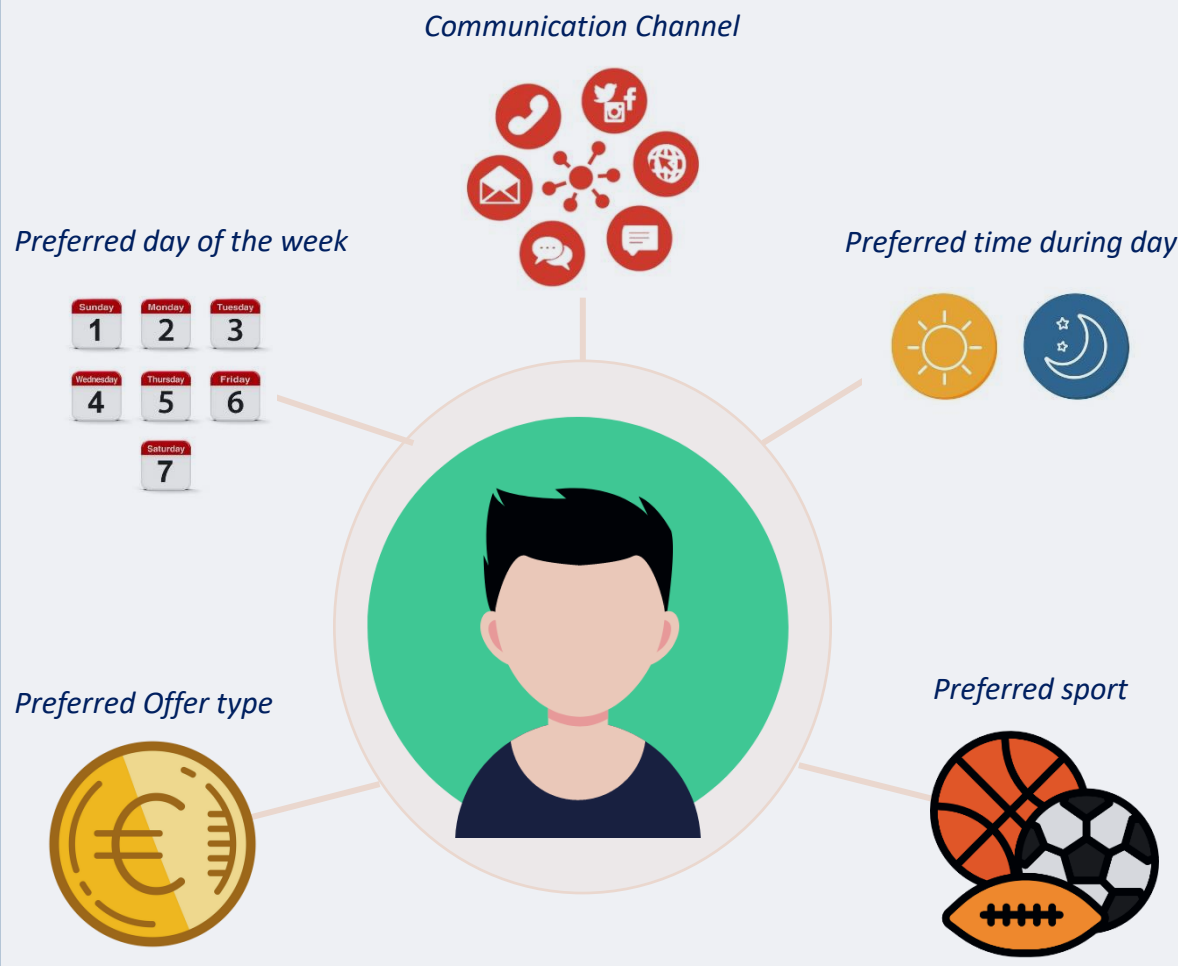 Communication Channel
Preferred day of the week
Preferred time during day
Sunday
1
Monday
2
Tuesday
3
Wednesday
4
Thursday
5
Friday
6
Saturday
7
Preferred Offer type
Preferred sport
€